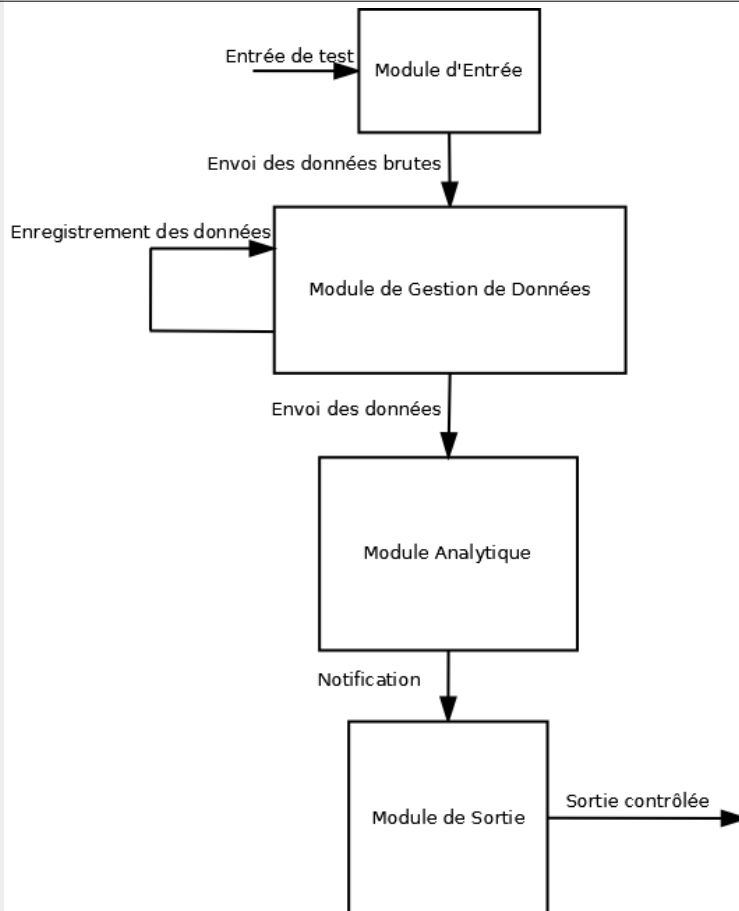 Entrée de test
Module d'Entrée
Envoi des données brutes
Enregistrement des données
Module de Gestion de Données
Envoi des données
Module Analytique
Notification
Sortie contrôlée
Module de Sortie